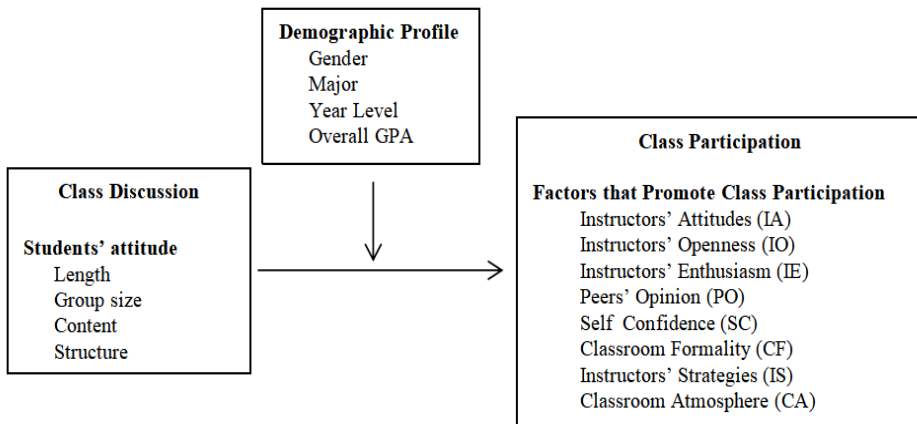 Demographic Profile
Gender
Major
Year Level
Overall GPA
Class Discussion
Students' attitude
Length
Group size
Content
Structure
Class Participation
Factors that Promote Class Participation
Instructors' Attitudes (IA)
Instructors' Openness (IO)
Instructors' Enthusiasm (IE)
Peers' Opinion (PO)
Self Confidence (SC)
Classroom Formality (CF)
Instructors' Strategies (IS)
Classroom Atmosphere (CA)